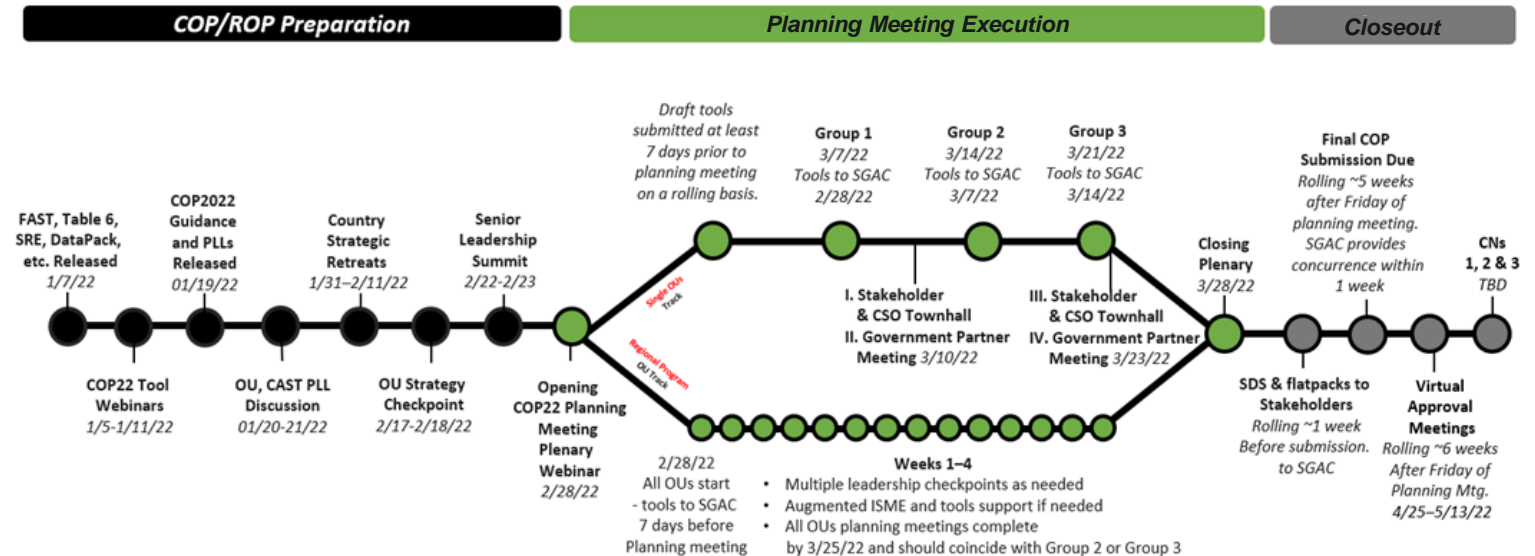 COP/ROP Preparation
Planning Meeting Execution
Closeout
FAST, Table 6,
SRE, DataPack,
etc. Released
1/7/22
COP22 Tool
Webinars
1/5-1/11/22
COP2022
Guidance
and PLLs
Released
01/19/22
OU, CAST PLL
Discussion
01/20-21/22
Country
Strategic
Retreats
1/31–2/11/22
OU Strategy
Checkpoint
2/17-2/18/22
Senior
Leadership
Summit
2/22-2/23
Opening
COP22 Planning
Meeting
Plenary
Webinar
2/28/22
Single OUs
Track
Draft tools
submitted at least
7 days prior to
planning meeting
on a rolling basis.
Group 1
3/7/22
Tools to SGAC
2/28/22
I. Stakeholder
& CSO Townhall
II. Government Partner
Meeting 3/10/22
Group 2
3/14/22
Tools to SGAC
3/7/22
Group 3
3/21/22
Tools to SGAC
3/14/22
III. Stakeholder
& CSO Townhall
IV. Government Partner
Meeting 3/23/22
Regional Program
OU Track
2/28/22
All OUs start
- tools to SGAC
7 days before
Planning meeting
Weeks 1–4
• Multiple leadership checkpoints as needed
• Augmented ISME and tools support if needed
• All OUs planning meetings complete
by 3/25/22 and should coincide with Group 2 or Group 3
Closing
Plenary
3/28/22
SDS & flatpacks to
Stakeholders
Rolling ~1 week
Before submission.
to SGAC
Final COP
Submission Due
Rolling ~5 weeks
after Friday of
planning meeting.
SGAC provides
concurrence within
1 week
Virtual
Approval
Meetings
Rolling ~6 weeks
After Friday of
Planning Mtg.
4/25–5/13/22
CNs
1, 2 & 3
TBD